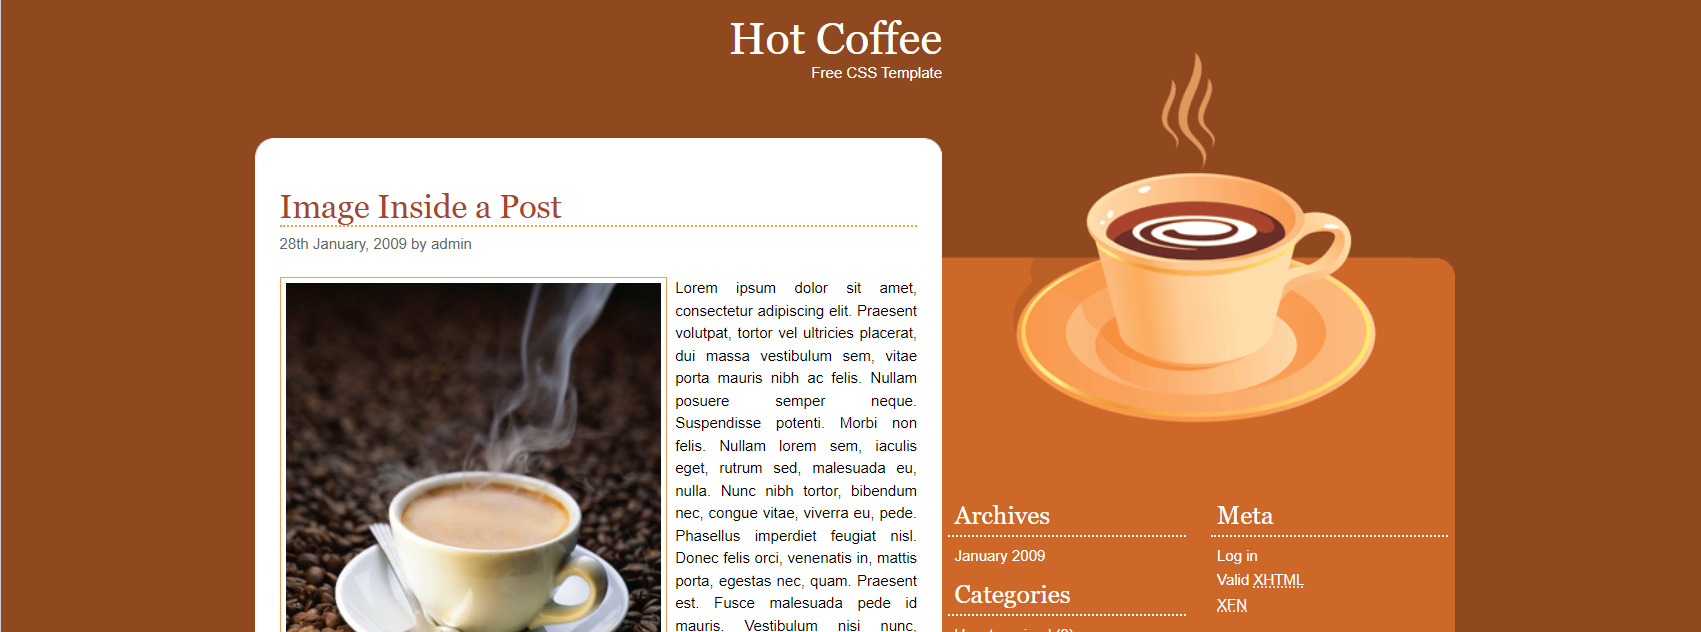 Hot Coffee
Free CSS Template
Image Inside a Post
28th January, 2009 by admin
Lorem ipsum dolor sit amet,
consectetur adipiscing elit. Praesent
volutpat, tortor vel ultricies placerat,
dui massa vestibulum sem, vitae
porta mauris nibh ac felis. Nullam
posuere semper neque.
Suspendisse potenti. Morbi non
felis. Nullam lorem sem, iaculis
eget, rutrum sed, malesuada eu,
nulla. Nunc nibh tortor, bibendum
nec, congue vitae, viverra eu, pede.
Phasellus imperdiet feugiat nisl.
Donec felis orci, venenatis in, mattis
porta, egestas nec, quam. Praesent
est. Fusce malesuada pede id
mauris. Vestibulum nisi nunc,
Archives
January 2009
Categories
Meta
Log in
Valid XHTML
XFN